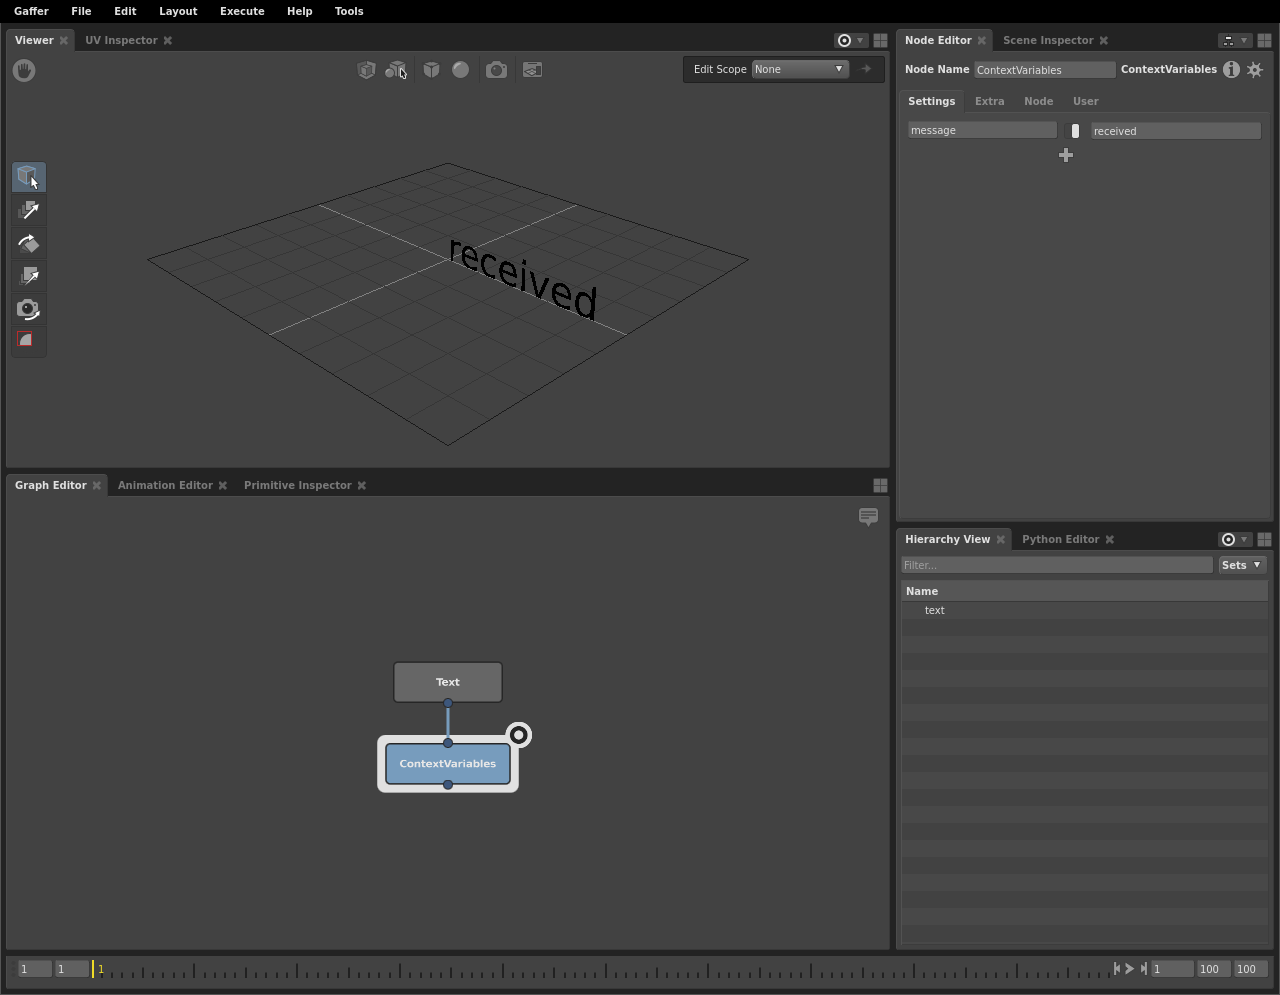 Gaffer File Edit Layout Execute Help Tools
Viewer UV Inspector
Edit Scope None
received
Node Editor Scene Inspector
Node Name ContextVariables ContextVariables
Settings Extra Node User
message received
Graph Editor Animation Editor Primitive Inspector
Text
ContextVariables
Hierarchy View Python Editor
Filter... Sets
Name
text
1 1 1 1 100 100